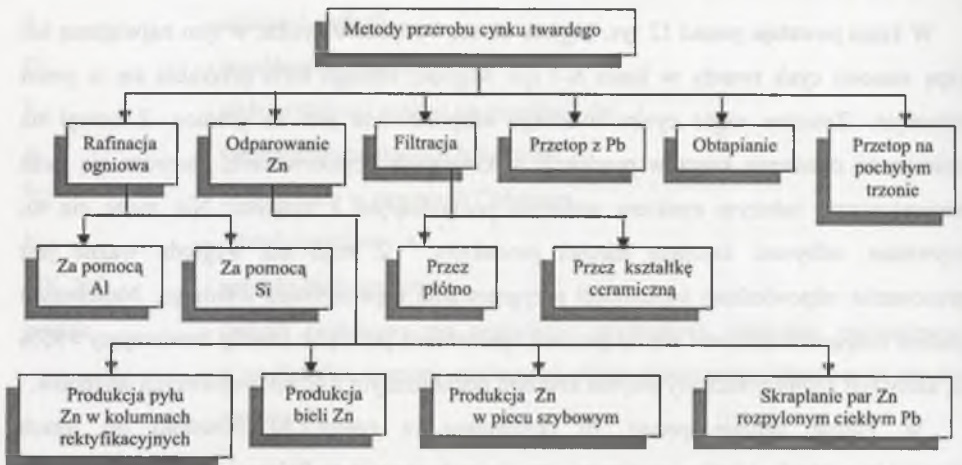 Metody przerobu cynku twardego
Rafinacja
ogniowa
Odparowanie
Zn
Filtracja
Przetop z Pb
Obtapianie
Przetop na
pochyłym
trzonie
Za pomocą
Al
Za pomocą
Si
Przez
płótno
Przez kształtkę
ceramiczną
Produkcja pyłu
Zn w kolumnach
rektyfikacyjnych
Produkcja
bieli Zn
Produkcja Zn
w piecu szybowym
Skraplanie par Zn
rozpylonym ciekłym Pb